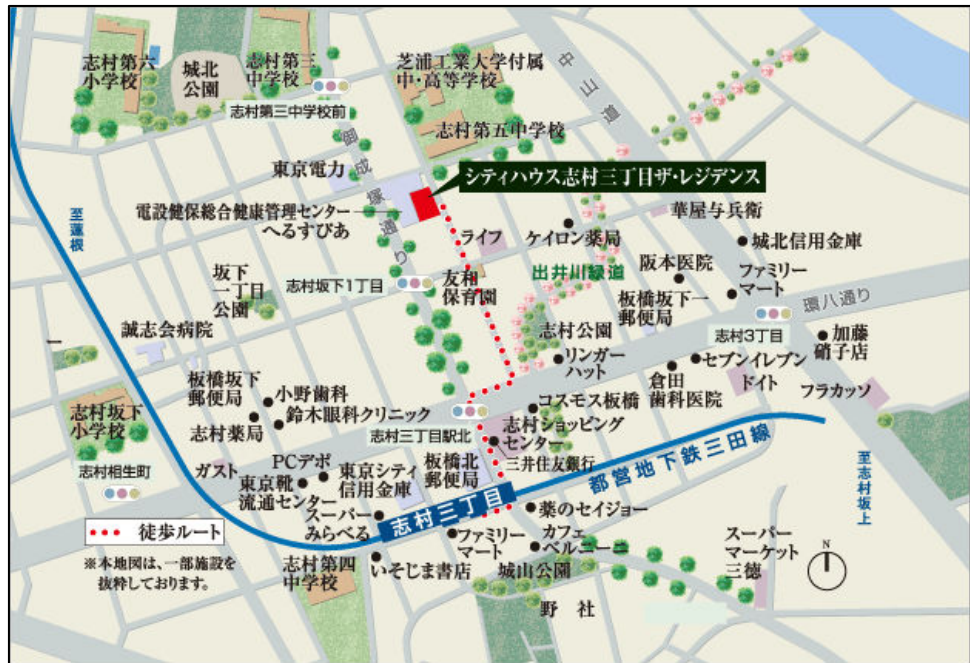 志村第六
小学校
城北
公園
志村第三
中学校
志村第三中学校前
芝浦工業大学付属
中・高等学校
中山道
志村第五中学校
御成塚通り
東京電力
シティハウス志村三丁目ザ・レジデンス
電設健保総合健康管理センター
へるすぴあ
至蓮根
ライフ
ケイロン薬局
華屋与兵衛
城北信用金庫
出井川緑道
阪本医院
ファミリー
マート
坂下
一丁目
公園
志村坂下1丁目
友和
保育園
板橋坂下一
郵便局
環八通り
誠志会病院
志村公園
志村3丁目
加藤
硝子店
リンガー
ハット
セブンイレブン
倉田
歯科医院
ドイト
フラカッソ
板橋坂下
郵便局
小野歯科
鈴木眼科クリニック
志村薬局
コスモス板橋
志村坂下
小学校
志村三丁目駅北
志村ショッピング
センター
三井住友銀行
志村相生町
ガスト
PCデポ
東京靴
流通センター
東京シティ
信用金庫
板橋北
郵便局
都営地下鉄三田線
至志村坂上
志村三丁目
スーパー
みらべる
薬のセイジョー
徒歩ルート
ファミリー
マート
カフェ
ベルニーニ
スーパー
マーケット
三徳
N
※本地図は、一部施設を
抜粋しております。
志村第四
中学校
いそじま書店
城山公園
野社